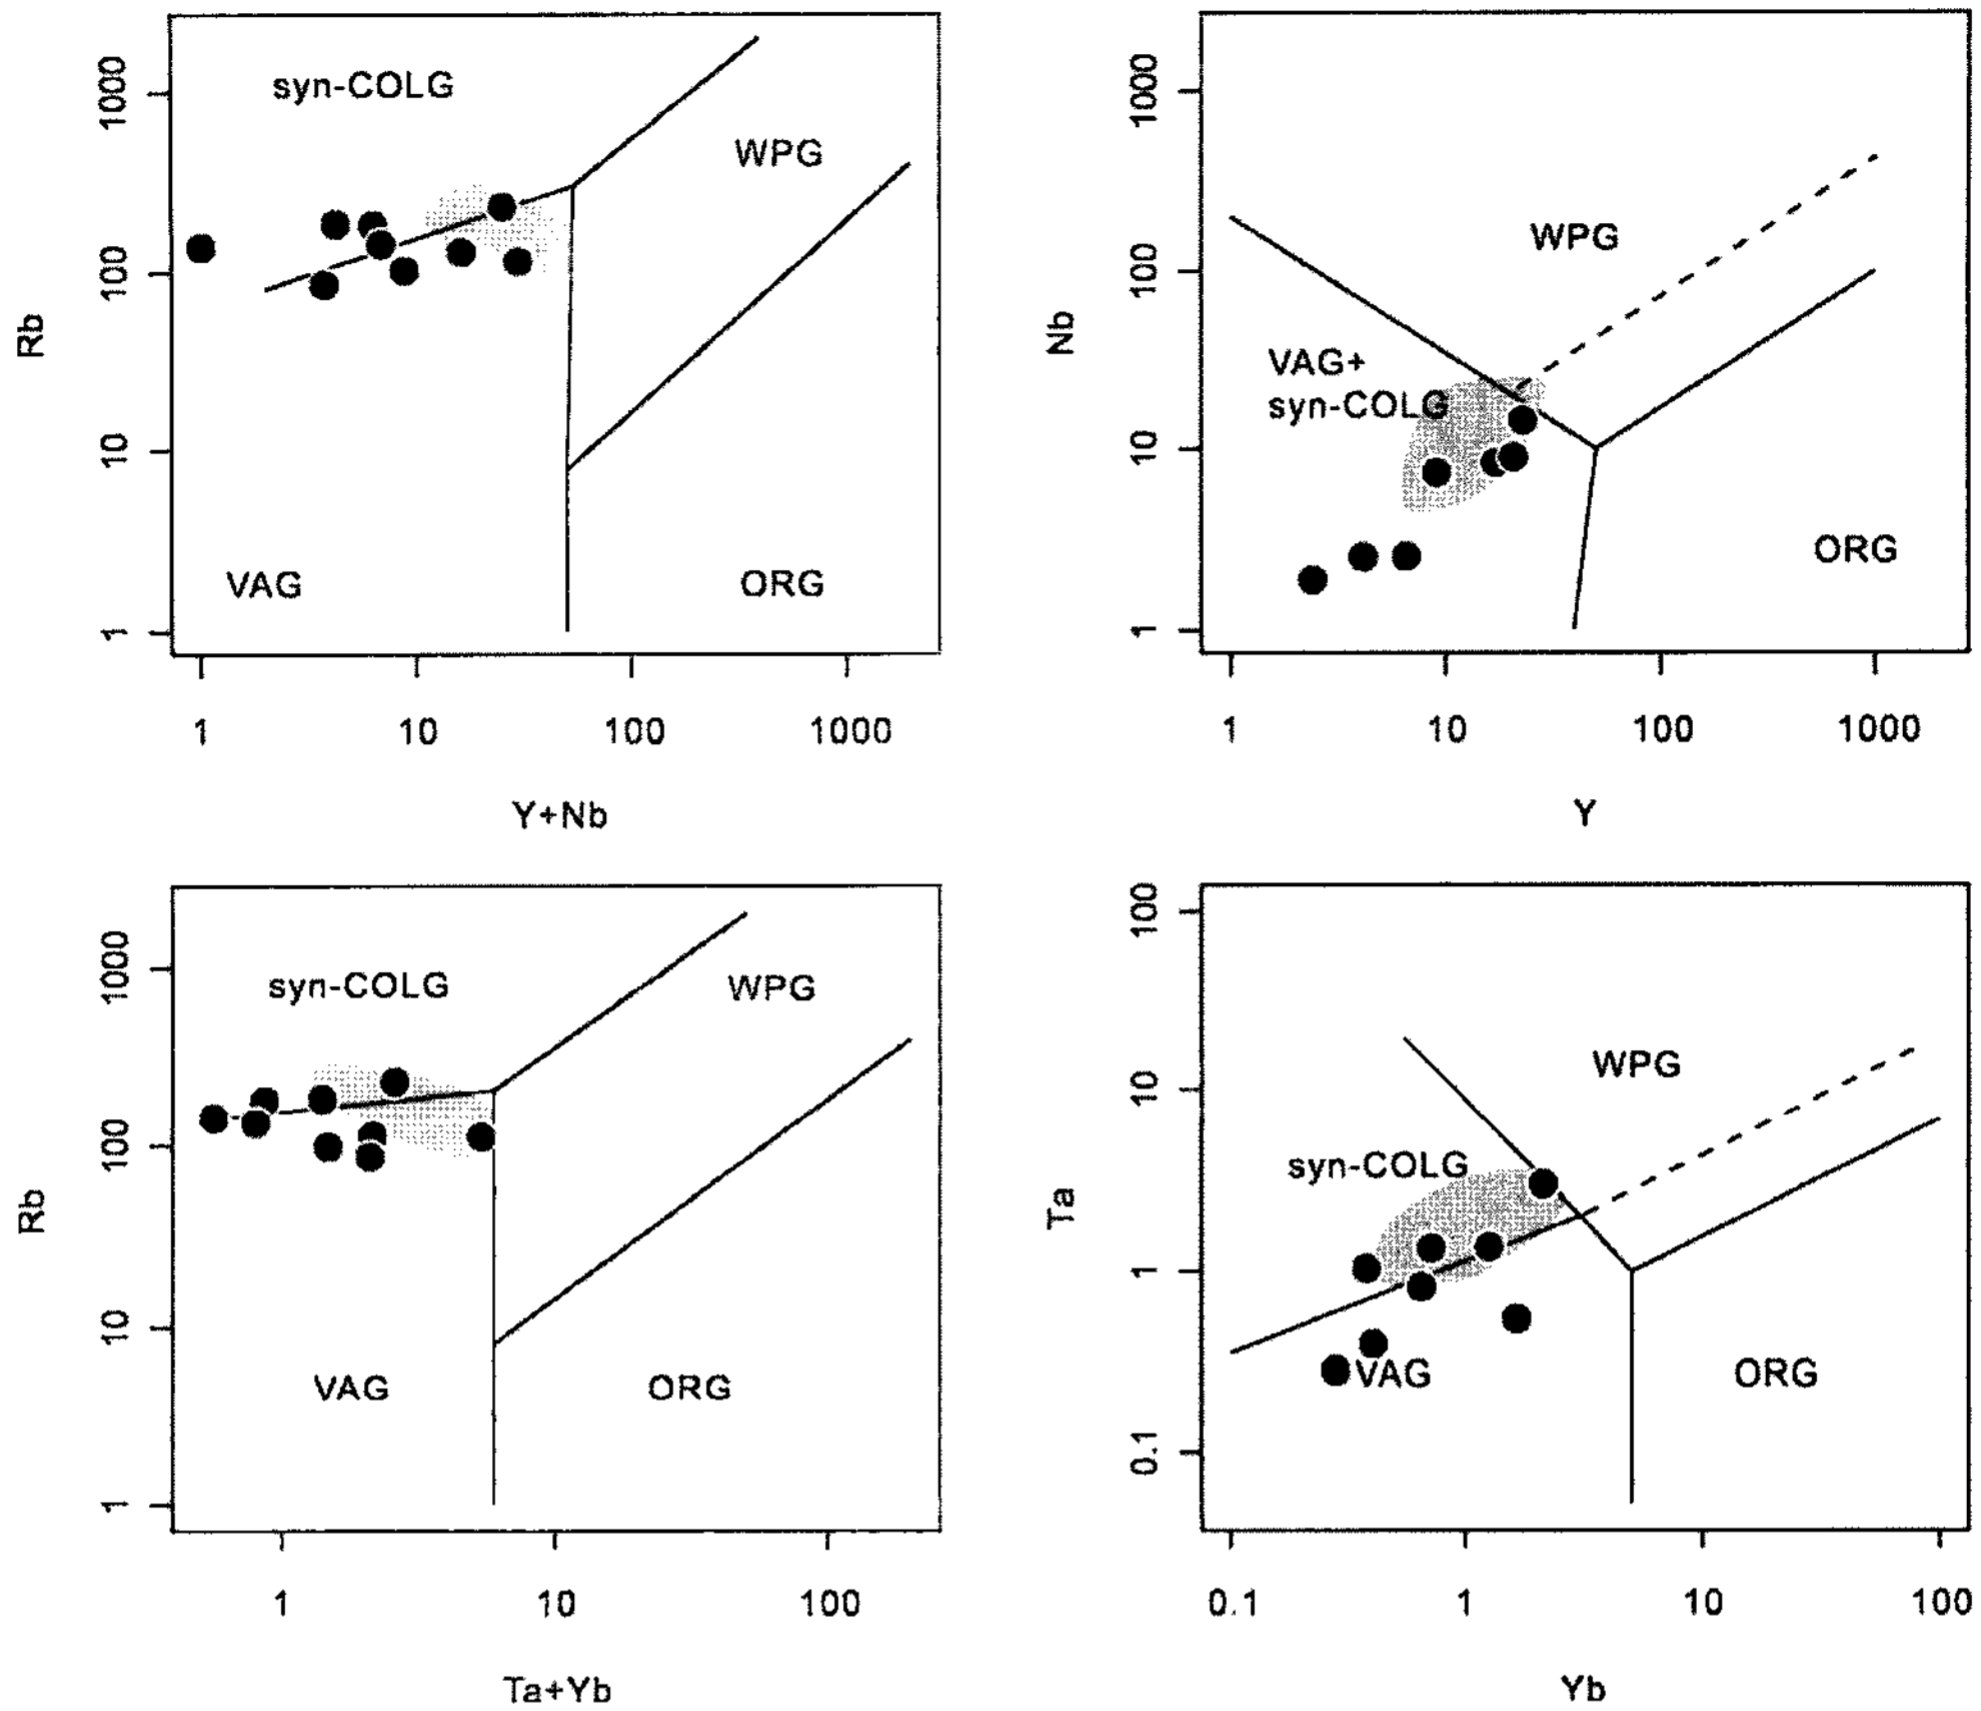 syn-COLG
WPG
VAG
ORG
Rb
1000
100
10
1
1 10 100 1000
Y+Nb
WPG
VAG+
syn-COLG
ORG
Nb
1000
100
10
1
1 10 100 1000
Y
syn-COLG
WPG
VAG
ORG
Rb
1000
100
10
1
1 10 100
Ta+Yb
WPG
syn-COLG
VAG
ORG
Ta
100
10
1
0.1
0.1 1 10 100
Yb